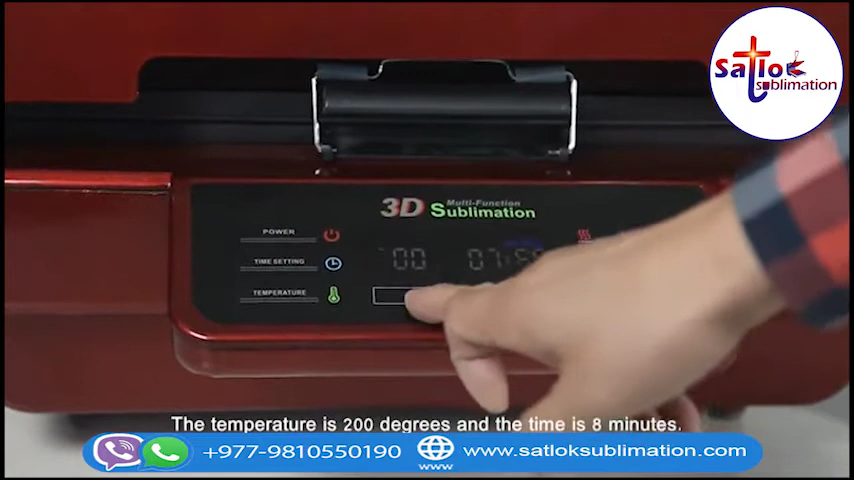 Satlok
sublimation
3D Multi-Function
Sublimation
POWER
TIME SETTING
TEMPERATURE
The temperature is 200 degrees and the time is 8 minutes.
+977-9810550190
www
www.satloksublimation.com